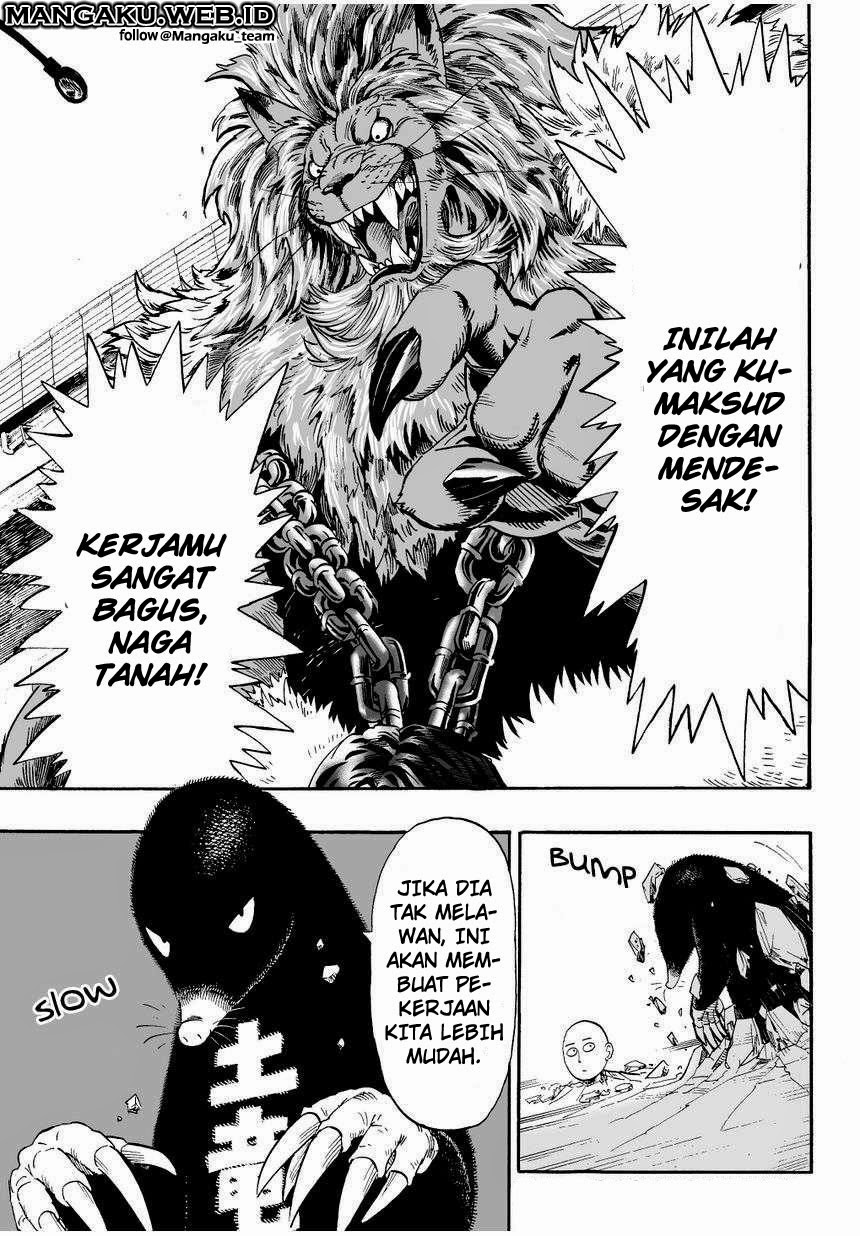 MANGAKU.WEB.ID
follow @Mangaku_team
INILAH
YANG KU-
MAKSUD
DENGAN
MENDE-
SAK!
KERJAMU
SANGAT
BAGUS,
NAGA
TANAH!
BUMP
JIKA DIA
TAK MELA-
WAN, INI
AKAN MEM-
BUAT PE-
KERJAAN
KITA LEBIH
MUDAH.
SLOW
土
竜